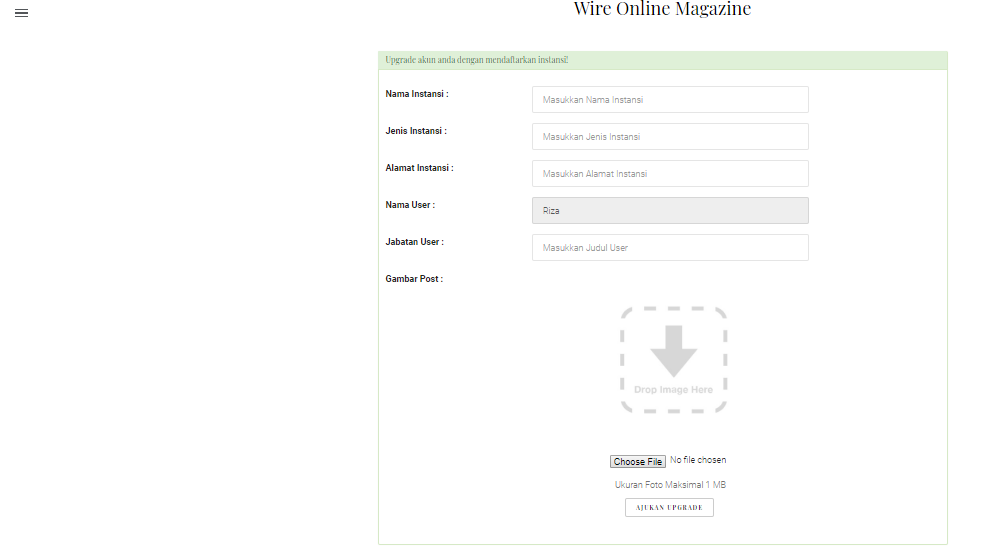 Wire Online Magazine
Upgrade akun anda dengan mendaftarkan instansi!
Nama Instansi : Masukkan Nama Instansi
Jenis Instansi : Masukkan Jenis Instansi
Alamat Instansi : Masukkan Alamat Instansi
Nama User : Riza
Jabatan User : Masukkan Judul User
Gambar Post :
Drop Image Here
Choose File No file chosen
Ukuran Foto Maksimal 1 MB
AJUKAN UPGRADE